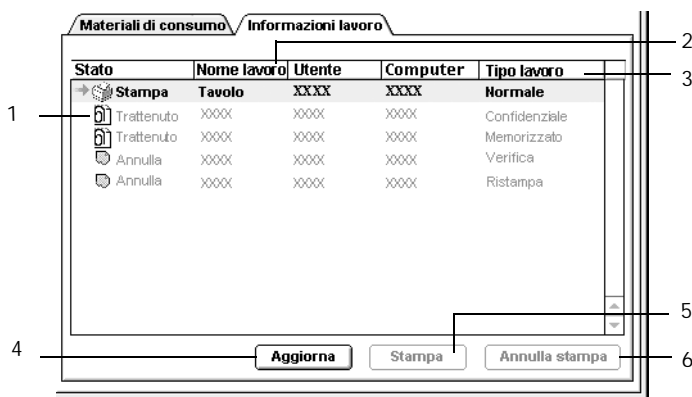 Materiali di consumo Informazioni lavoro
2
Stato Nome lavoro Utente Computer Tipo lavoro
3
Stampa Tavolo XXXX XXXX Normale
1
Trattenuto XXXX XXXX XXXX Confidenziale
Trattenuto XXXX XXXX XXXX Memorizzato
Annulla XXXX XXXX XXXX Verifica
Annulla XXXX XXXX XXXX Ristampa
5
4
Aggiorna Stampa Annulla stampa
6